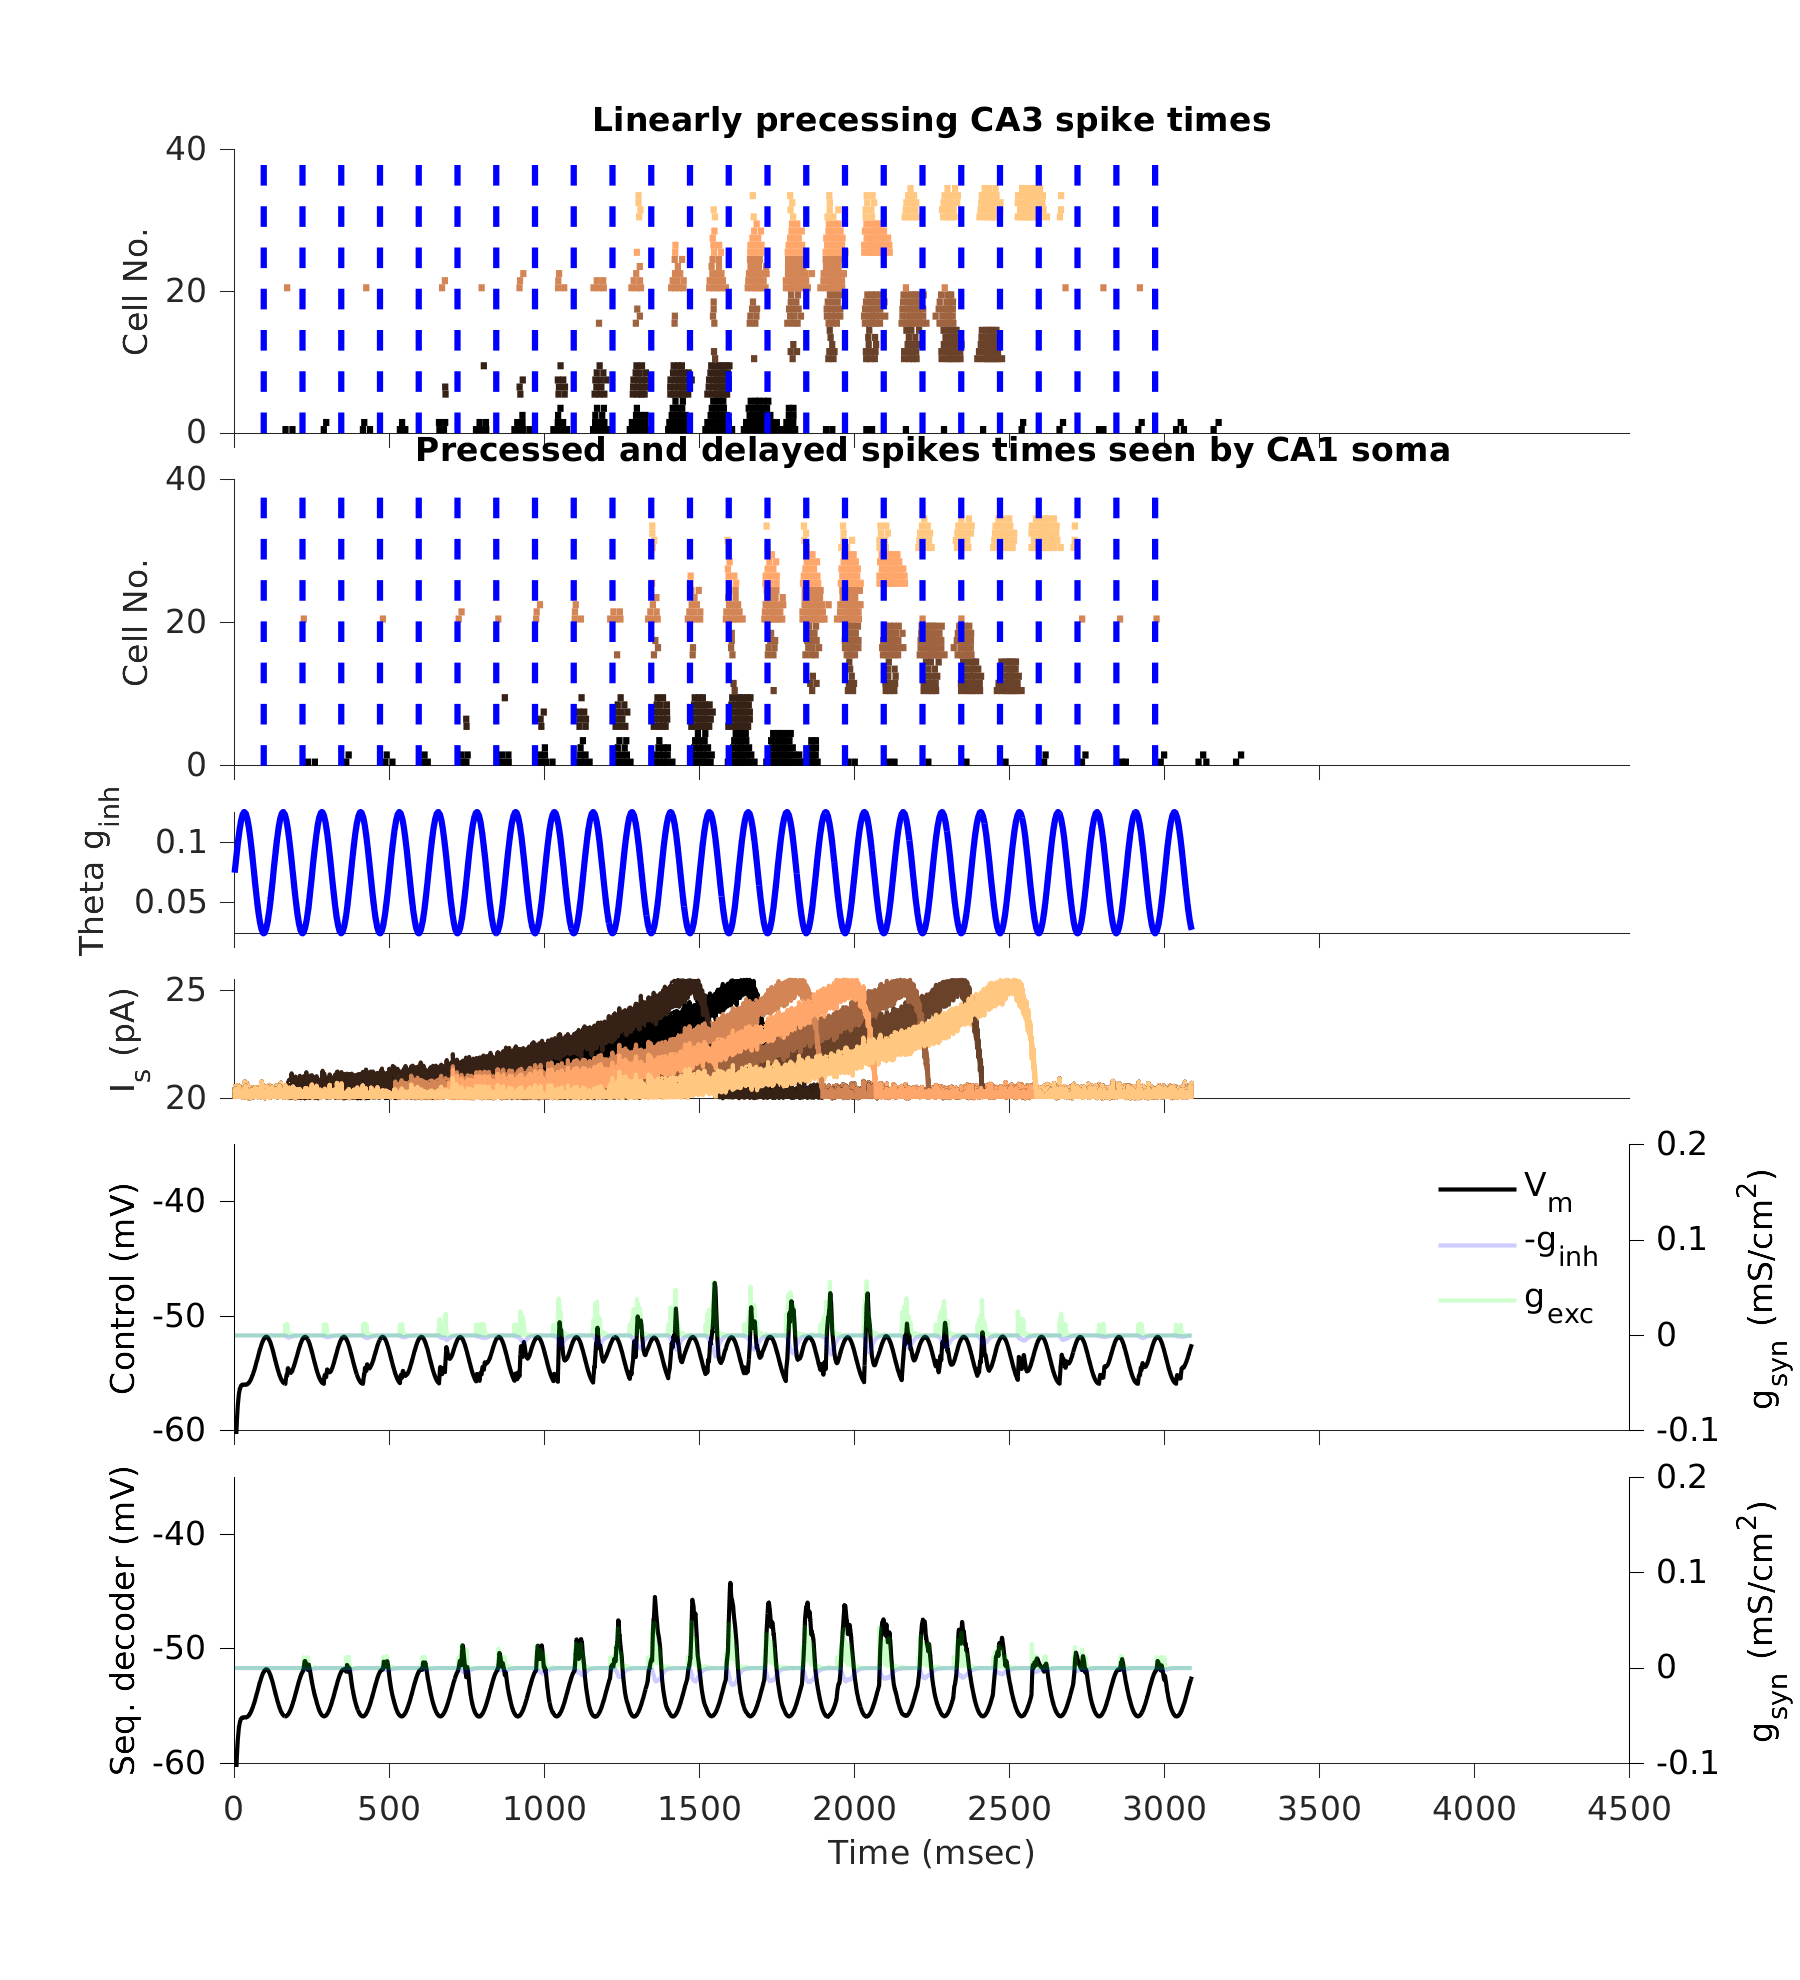 Linearly precessing CA3 spike times
40
20
0
Cell No.
Precessed and delayed spikes times seen by CA1 soma
40
20
0
Cell No.
0.1
0.05
Theta g_inh
25
20
I_s (pA)
-40
-50
-60
Control (mV)
V_m
-g_inh
g_exc
0.2
0.1
0
-0.1
g_syn (mS/cm^2)
-40
-50
-60
Seq. decoder (mV)
0.2
0.1
0
-0.1
g_syn (mS/cm^2)
0 500 1000 1500 2000 2500 3000 3500 4000 4500
Time (msec)